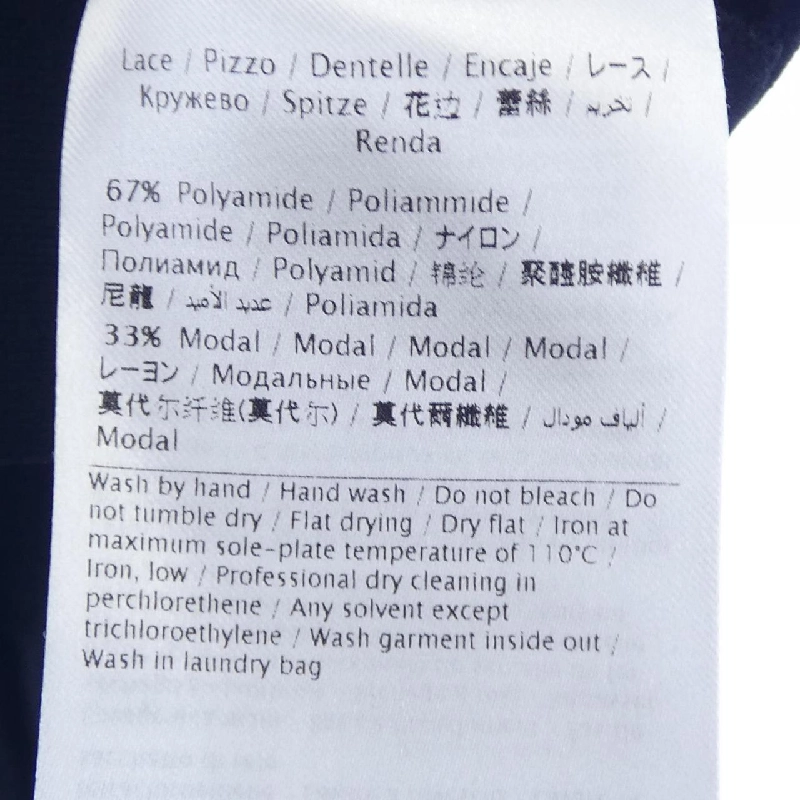 Lace / Pizzo / Dentelle / Encaje / レース /
Кружево / Spitze / 花边 / 蕾絲 / /
Renda
67% Polyamide / Poliammide /
Polyamide / Poliamida / ナイロン /
Полиамид / Polyamid / 锦纶 / 聚醯胺纖維 /
尼龍 / عديد الأميد / Poliamida
33% Modal / Modal / Modal / Modal /
レーヨン / Модальные / Modal /
莫代尔纤维(莫代尔) / 莫代爾纖維 / ألياف مودال /
Modal
Wash by hand / Hand wash / Do not bleach / Do
not tumble dry / Flat drying / Dry flat / Iron at
maximum sole-plate temperature of 110°C /
Iron, low / Professional dry cleaning in
perchlorethene / Any solvent except
trichloroethylene / Wash garment inside out /
Wash in laundry bag